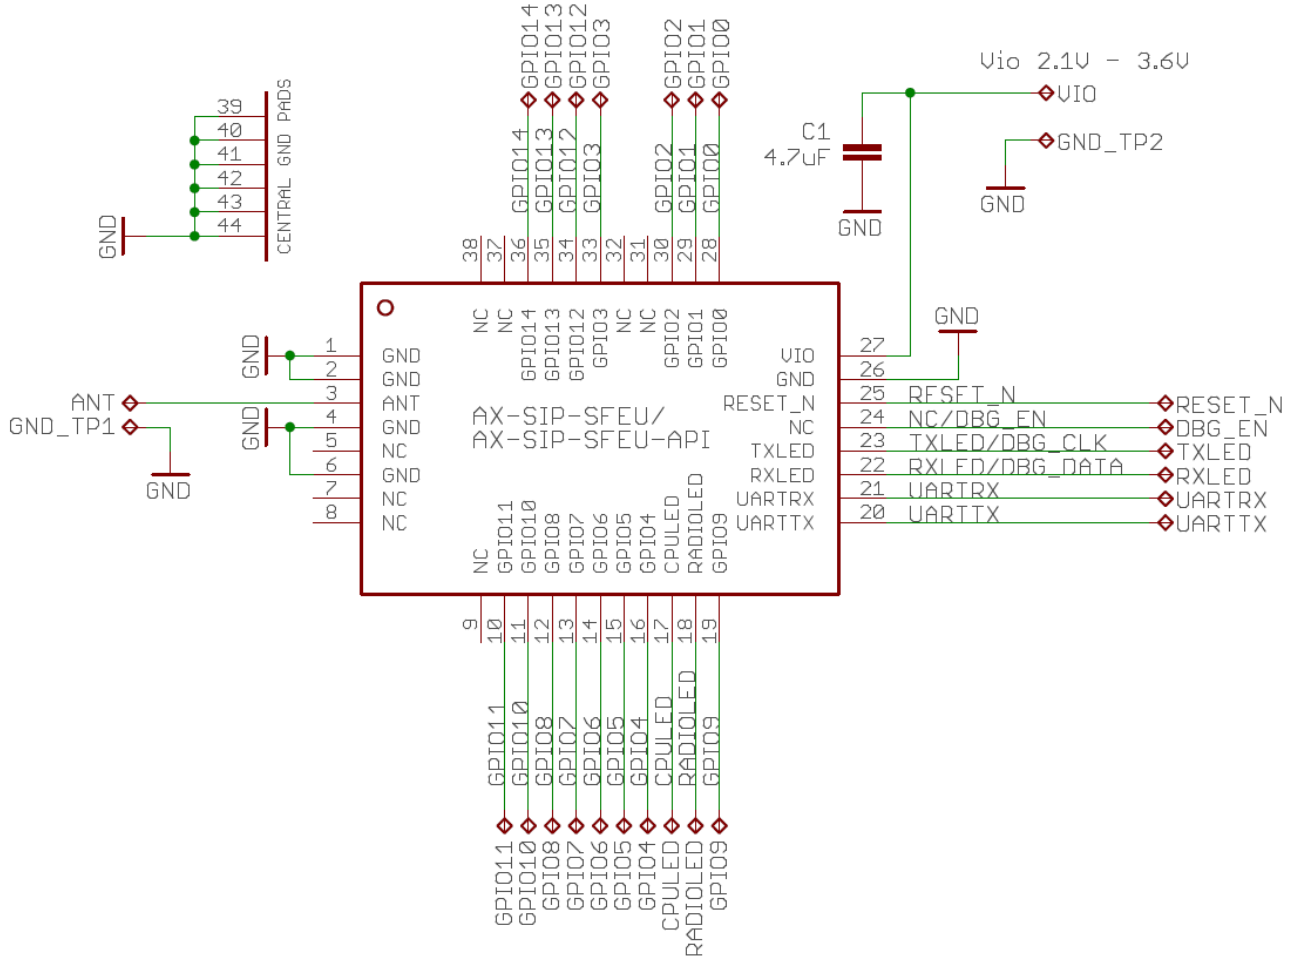 GPIO14
GPIO13
GPIO12
GPIO3
GPIO2
GPIO1
GPIO0
Vio 2.1V - 3.6V
VIO
GND_TP2
GND
C1
4.7uF
GND
39
40
41
42
43
44
CENTRAL GND PADS
GND
GPIO14
GPIO13
GPIO12
GPIO3
GPIO2
GPIO1
GPIO0
38
37
36
35
34
33
32
31
30
29
28
NC
NC
GPIO14
GPIO13
GPIO12
GPIO3
NC
NC
GPIO2
GPIO1
GPIO0
GND
GND
1 GND
2 GND
ANT 3 ANT
GND_TP1
GND
GND
4 GND
5 NC
6 GND
7 NC
8 NC
AX-SIP-SFEU/
AX-SIP-SFEU-API
VIO 27
GND 26
RESET_N 25 RESET_N RESET_N
NC 24 NC/DBG_EN DBG_EN
TXLED 23 TXLED/DBG_CLK TXLED
RXLED 22 RXLED/DBG_DATA RXLED
UARTRX 21 UARTRX UARTRX
UARTTX 20 UARTTX UARTTX
NC
GPIO11
GPIO10
GPIO8
GPIO7
GPIO6
GPIO5
GPIO4
CPULED
RADIOLED
GPIO9
9
10
11
12
13
14
15
16
17
18
19
GPIO11
GPIO10
GPIO8
GPIO7
GPIO6
GPIO5
GPIO4
CPULED
RADIOLED
GPIO9
GPIO11
GPIO10
GPIO8
GPIO7
GPIO6
GPIO5
GPIO4
CPULED
RADIOLED
GPIO9